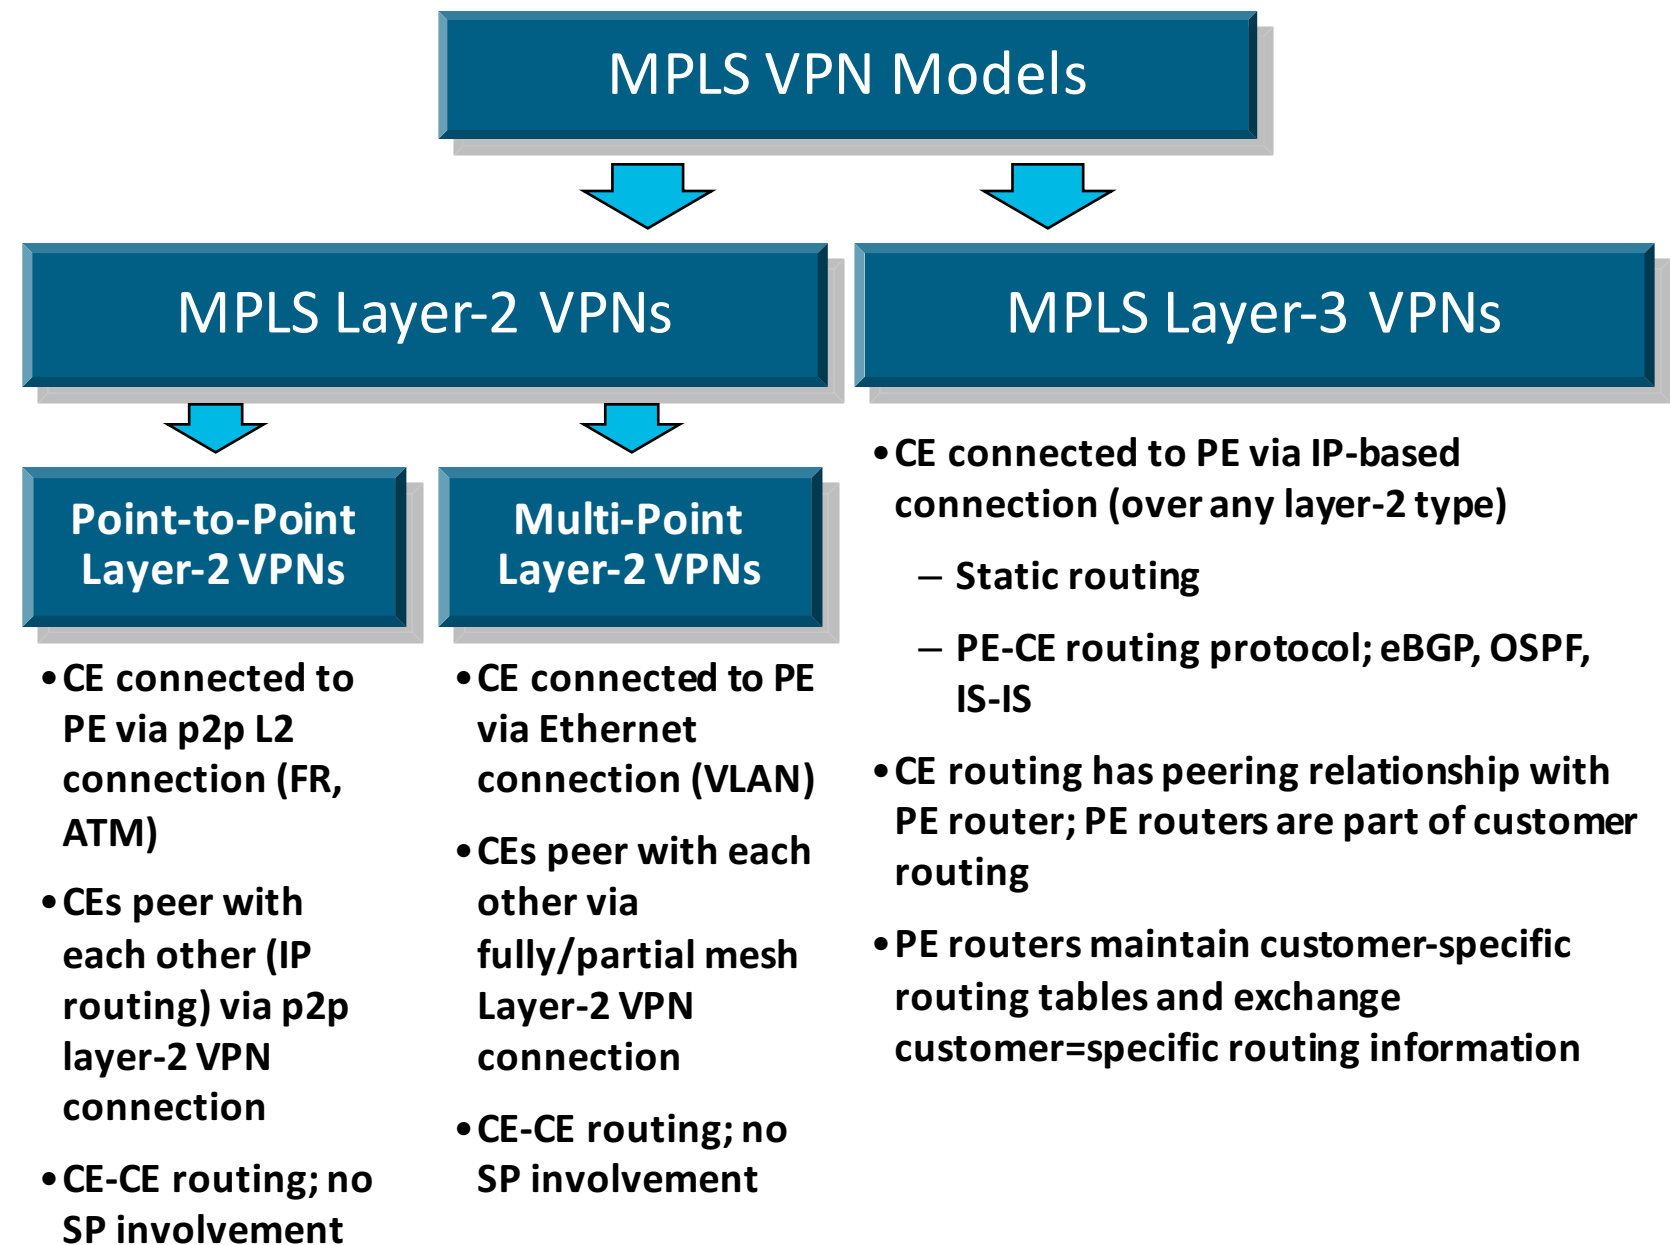 MPLS VPN Models
MPLS Layer-2 VPNs
MPLS Layer-3 VPNs
Point-to-Point
Layer-2 VPNs
•CE connected to
PE via p2p L2
connection (FR,
ATM)
•CEs peer with
each other (IP
routing) via p2p
layer-2 VPN
connection
•CE-CE routing; no
SP involvement
Multi-Point
Layer-2 VPNs
•CE connected to PE
via Ethernet
connection (VLAN)
•CEs peer with each
other via
fully/partial mesh
Layer-2 VPN
connection
•CE-CE routing; no
SP involvement
•CE connected to PE via IP-based
connection (over any layer-2 type)
– Static routing
– PE-CE routing protocol; eBGP, OSPF,
IS-IS
•CE routing has peering relationship with
PE router; PE routers are part of customer
routing
•PE routers maintain customer-specific
routing tables and exchange
customer=specific routing information